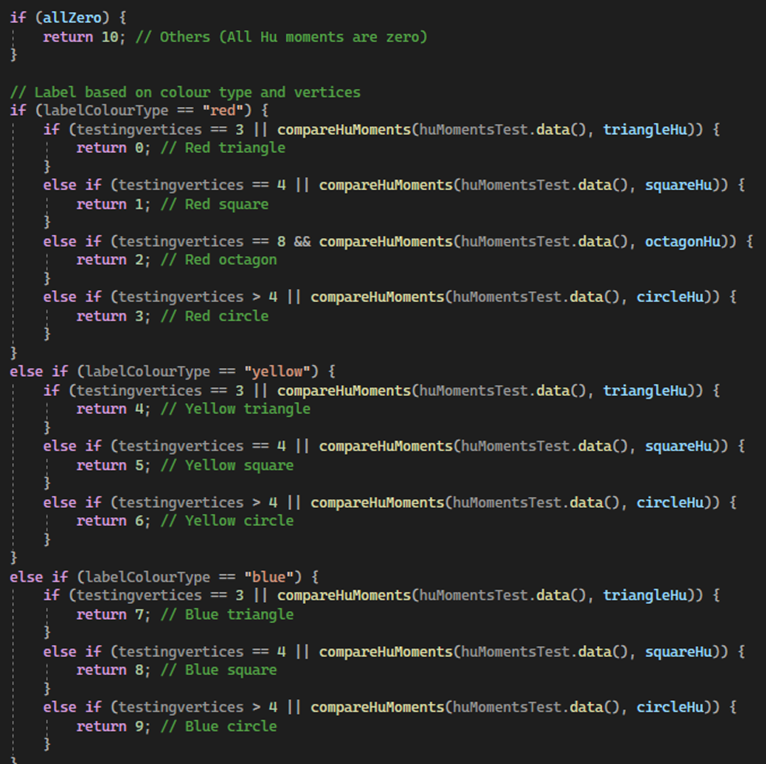 if (allZero) {
    return 10; // Others (All Hu moments are zero)
}

// Label based on colour type and vertices
if (labelColourType == "red") {
    if (testingvertices == 3 || compareHuMoments(huMomentsTest.data(), triangleHu)) {
        return 0; // Red triangle
    }
    else if (testingvertices == 4 || compareHuMoments(huMomentsTest.data(), squareHu)) {
        return 1; // Red square
    }
    else if (testingvertices == 8 && compareHuMoments(huMomentsTest.data(), octagonHu)) {
        return 2; // Red octagon
    }
    else if (testingvertices > 4 || compareHuMoments(huMomentsTest.data(), circleHu)) {
        return 3; // Red circle
    }
}
else if (labelColourType == "yellow") {
    if (testingvertices == 3 || compareHuMoments(huMomentsTest.data(), triangleHu)) {
        return 4; // Yellow triangle
    }
    else if (testingvertices == 4 || compareHuMoments(huMomentsTest.data(), squareHu)) {
        return 5; // Yellow square
    }
    else if (testingvertices > 4 || compareHuMoments(huMomentsTest.data(), circleHu)) {
        return 6; // Yellow circle
    }
}
else if (labelColourType == "blue") {
    if (testingvertices == 3 || compareHuMoments(huMomentsTest.data(), triangleHu)) {
        return 7; // Blue triangle
    }
    else if (testingvertices == 4 || compareHuMoments(huMomentsTest.data(), squareHu)) {
        return 8; // Blue square
    }
    else if (testingvertices > 4 || compareHuMoments(huMomentsTest.data(), circleHu)) {
        return 9; // Blue circle
    }
}